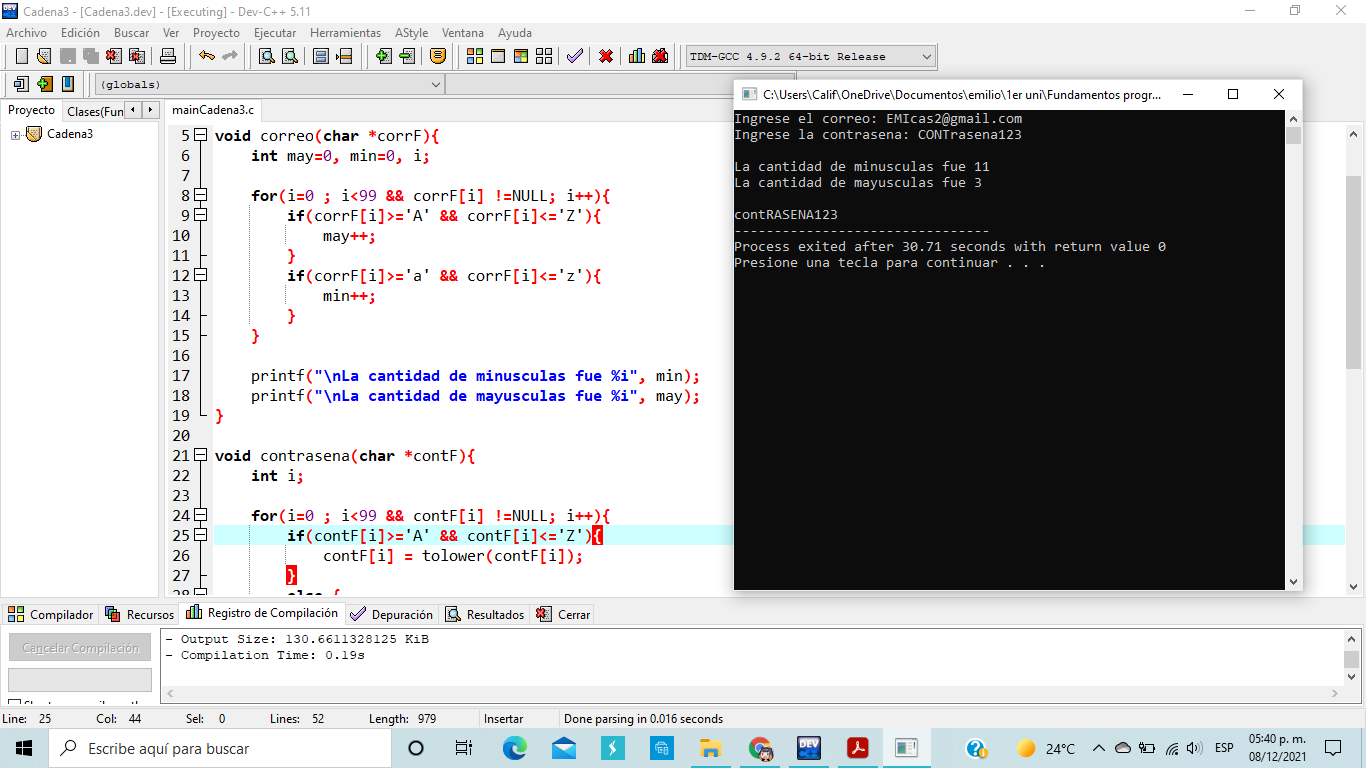 Cadena3 - [Cadena3.dev] - [Executing] - Dev-C++ 5.11
Archivo Edición Buscar Ver Proyecto Ejecutar Herramientas AStyle Ventana Ayuda
TDM-GCC 4.9.2 64-bit Release
(globals)
Proyecto Clases(Fun
Cadena3
mainCadena3.c
5 void correo(char *corrF){
6 int may=0, min=0, i;
7
8 for(i=0 ; i<99 && corrF[i] !=NULL; i++){
9 if(corrF[i]>='A' && corrF[i]<='Z'){
10 may++;
11 }
12 if(corrF[i]>='a' && corrF[i]<='z'){
13 min++;
14 }
15 }
16
17 printf("\nLa cantidad de minusculas fue %i", min);
18 printf("\nLa cantidad de mayusculas fue %i", may);
19 }
20
21 void contrasena(char *contF){
22 int i;
23
24 for(i=0 ; i<99 && contF[i] !=NULL; i++){
25 if(contF[i]>='A' && contF[i]<='Z'){
26 contF[i] = tolower(contF[i]);
27 }
28 else {
C:\Users\Calif\OneDrive\Documentos\emilio\1er uni\Fundamentos progr...
Ingrese el correo: EMIcas2@gmail.com
Ingrese la contrasena: CONTrasena123
La cantidad de minusculas fue 11
La cantidad de mayusculas fue 3
contRASENA123
--------------------------------
Process exited after 30.71 seconds with return value 0
Presione una tecla para continuar . . .
Compilador Recursos Registro de Compilación Depuración Resultados Cerrar
Cancelar Compilación
- Output Size: 130.6611328125 KiB
- Compilation Time: 0.19s
Line: 25 Col: 44 Sel: 0 Lines: 52 Length: 979 Insertar Done parsing in 0.016 seconds
Escribe aquí para buscar
DEV
24°C
ESP
05:40 p. m.
08/12/2021